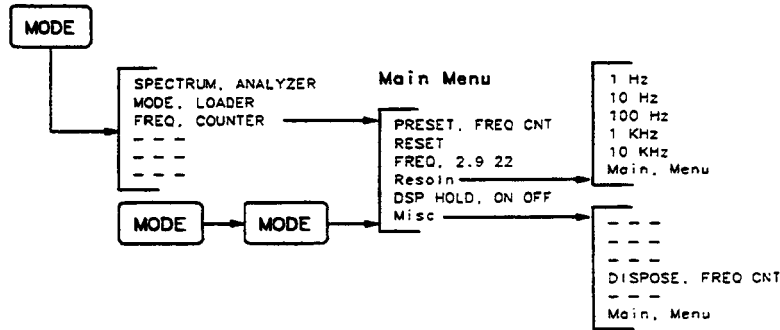 MODE
SPECTRUM, ANALYZER
MODE, LOADER
FREQ, COUNTER
- - -
- - -
- - -
MODE
MODE
Main Menu
PRESET, FREQ CNT
RESET
FREQ, 2.9 22
Resoln
DSP HOLD, ON OFF
Misc
1 Hz
10 Hz
100 Hz
1 KHz
10 KHz
Main, Menu
- - -
- - -
- - -
DISPOSE, FREQ CNT
- - -
Main, Menu